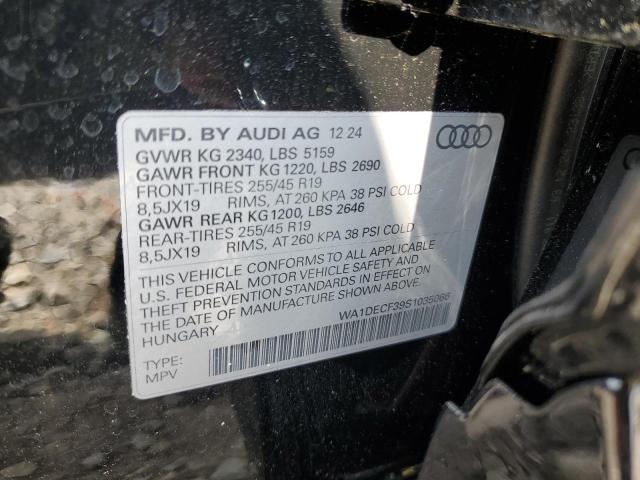 MFD. BY AUDI AG 12 24
GVWR KG 2340, LBS 5159
GAWR FRONT KG 1220, LBS 2690
FRONT-TIRES 255/45 R19
8,5JX19 RIMS, AT 260 KPA 38 PSI COLD
GAWR REAR KG 1200, LBS 2646
REAR-TIRES 255/45 R19
8,5JX19 RIMS, AT 260 KPA 38 PSI COLD
THIS VEHICLE CONFORMS TO ALL APPLICABLE
U.S. FEDERAL MOTOR VEHICLE SAFETY AND
THEFT PREVENTION STANDARDS IN EFFECT ON
THE DATE OF MANUFACTURE SHOWN ABOVE.
HUNGARY
WA1DECF39S1035066
TYPE:
MPV